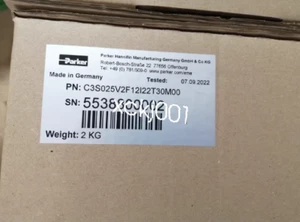 Parker
Parker Hannifin Manufacturing Germany GmbH & Co KG
Robert-Bosch-Straße 22, 77656 Offenburg
Made in Germany
Tested:
07.09.2022
PN: C3S025V2F12I22T30M00
SN:
Weight: 2 KG